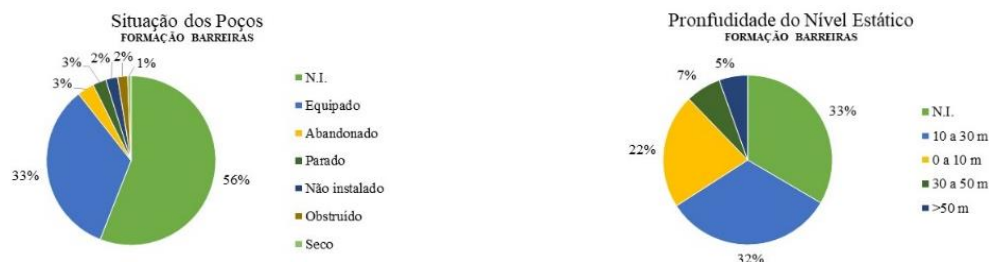 Situação dos Poços
FORMAÇÃO BARREIRAS
3%
3%
2%
2%
1%
33%
56%
N.I.
Equipado
Abandonado
Parado
Não instalado
Obstruído
Seco
Pronfudidade do Nível Estático
FORMAÇÃO BARREIRAS
5%
7%
33%
22%
32%
N.I.
10 a 30 m
0 a 10 m
30 a 50 m
>50 m